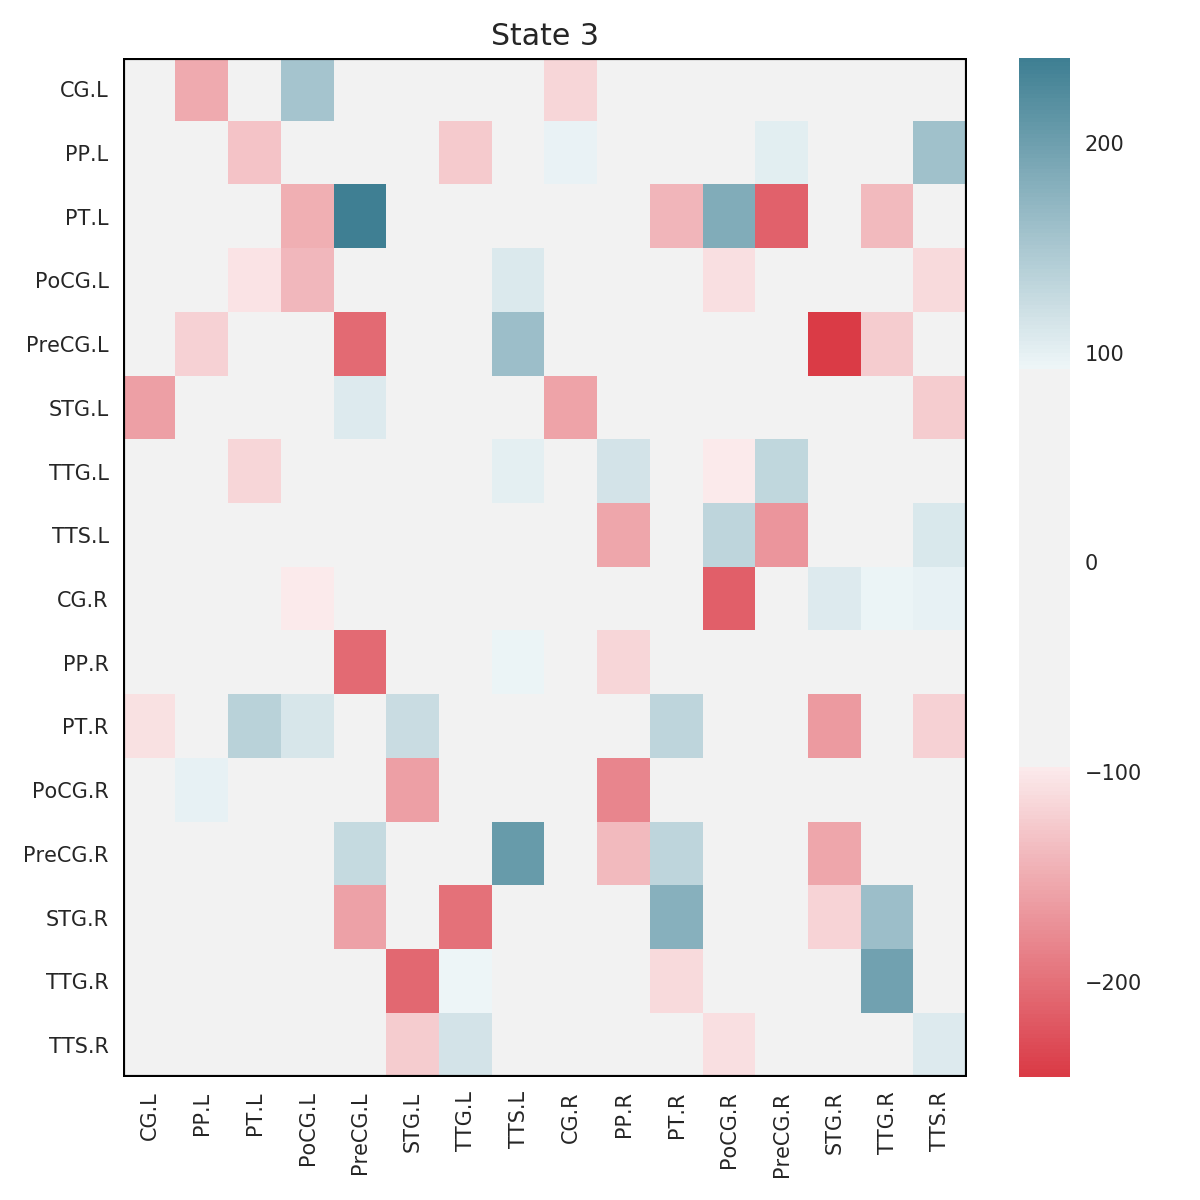 State 3
CG.L
PP.L
PT.L
PoCG.L
PreCG.L
STG.L
TTG.L
TTS.L
CG.R
PP.R
PT.R
PoCG.R
PreCG.R
STG.R
TTG.R
TTS.R
CG.L
PP.L
PT.L
PoCG.L
PreCG.L
STG.L
TTG.L
TTS.L
CG.R
PP.R
PT.R
PoCG.R
PreCG.R
STG.R
TTG.R
TTS.R
200
100
0
−100
−200